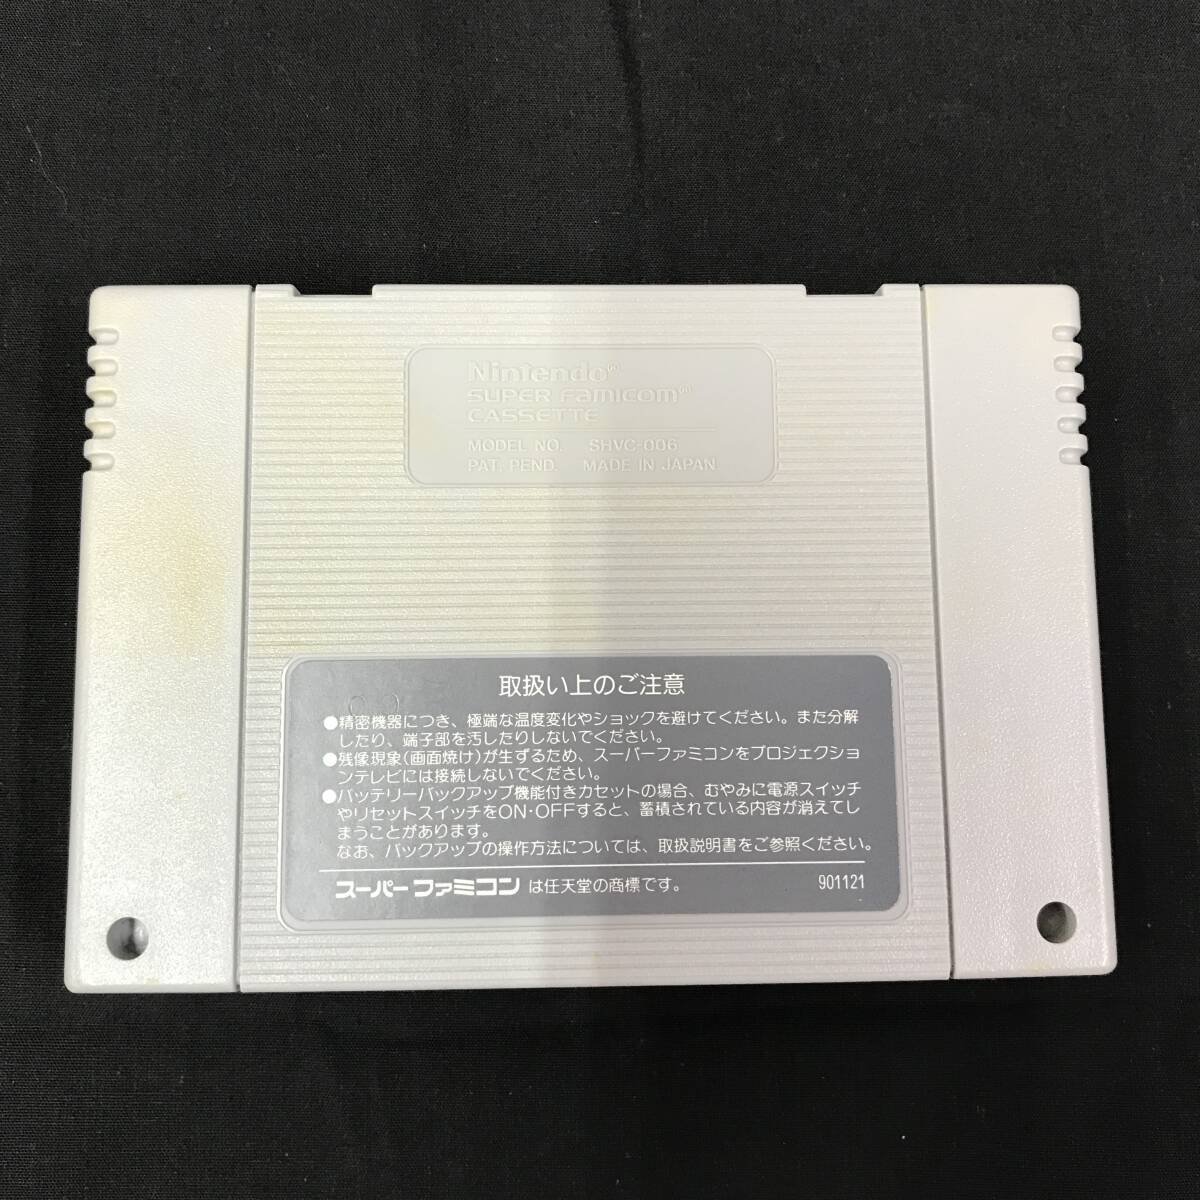 Nintendo®
SUPER Famicom™
CASSETTE
MODEL NO. SHVC-006
PAT. PEND. MADE IN JAPAN.
取扱い上のご注意
●精密機器につき、極端な温度変化やショックを避けてください。また分解
したり、端子部を汚したりしないでください。
●残像現象(画面焼け)が生ずるため、スーパーファミコンをプロジェクショ
ンテレビには接続しないでください。
●バッテリーバックアップ機能付きカセットの場合、むやみに電源スイッチ
やリセットスイッチをON・OFFすると、蓄積されている内容が消えてし
まうことがあります。
なお、バックアップの操作方法については、取扱説明書をご参照ください。
スーパーファミコン は任天堂の商標です。 901121